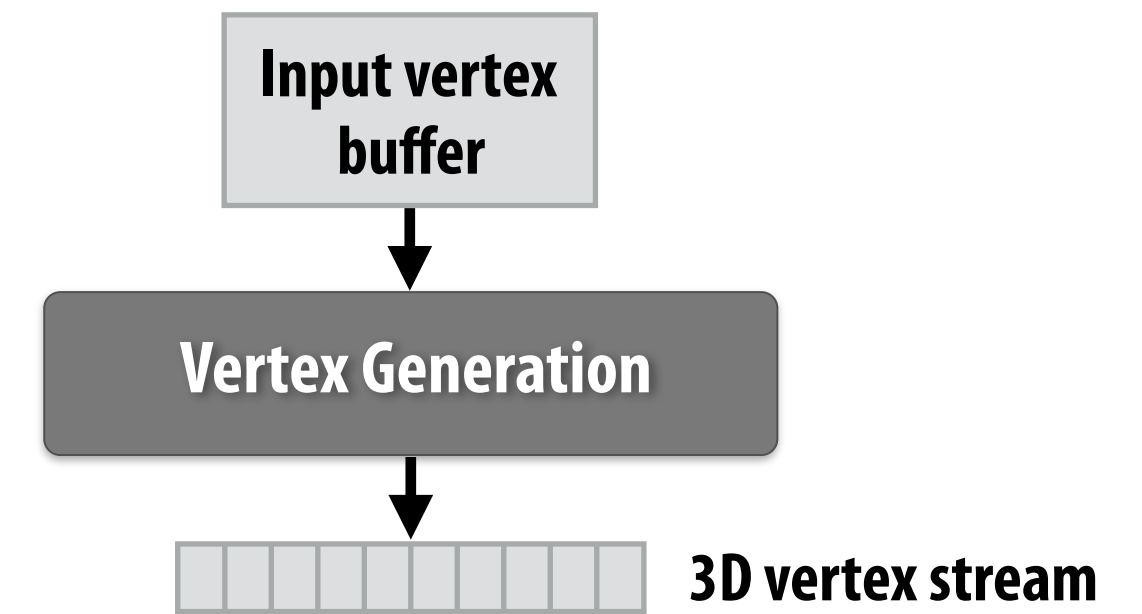 Input vertex
buffer
Vertex Generation
3D vertex stream